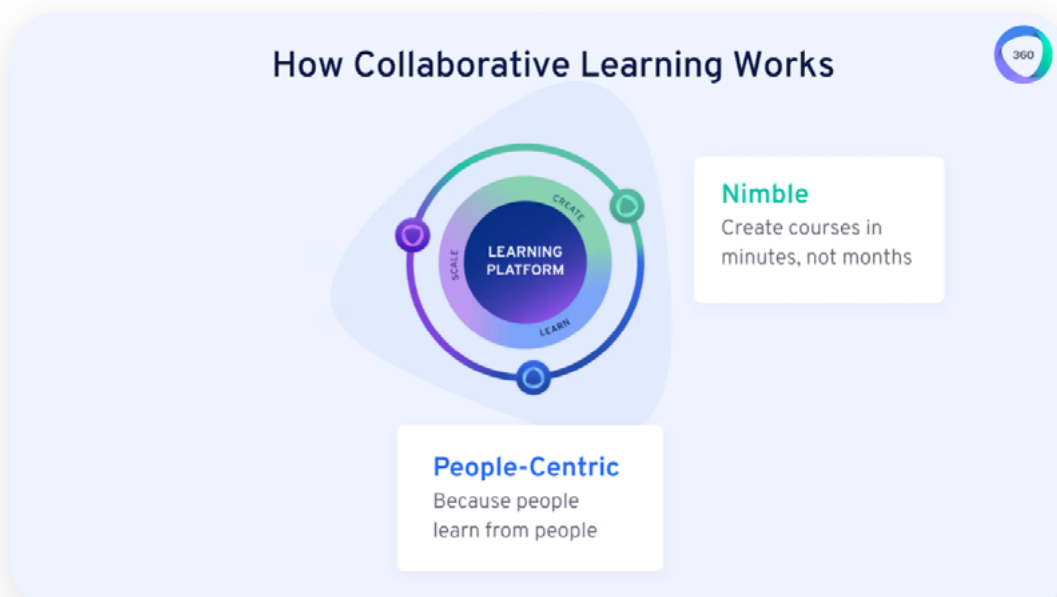 How Collaborative Learning Works
360
CREATE
Nimble
Create courses in
minutes, not months
SCALE
LEARNING
PLATFORM
LEARN
People-Centric
Because people
learn from people